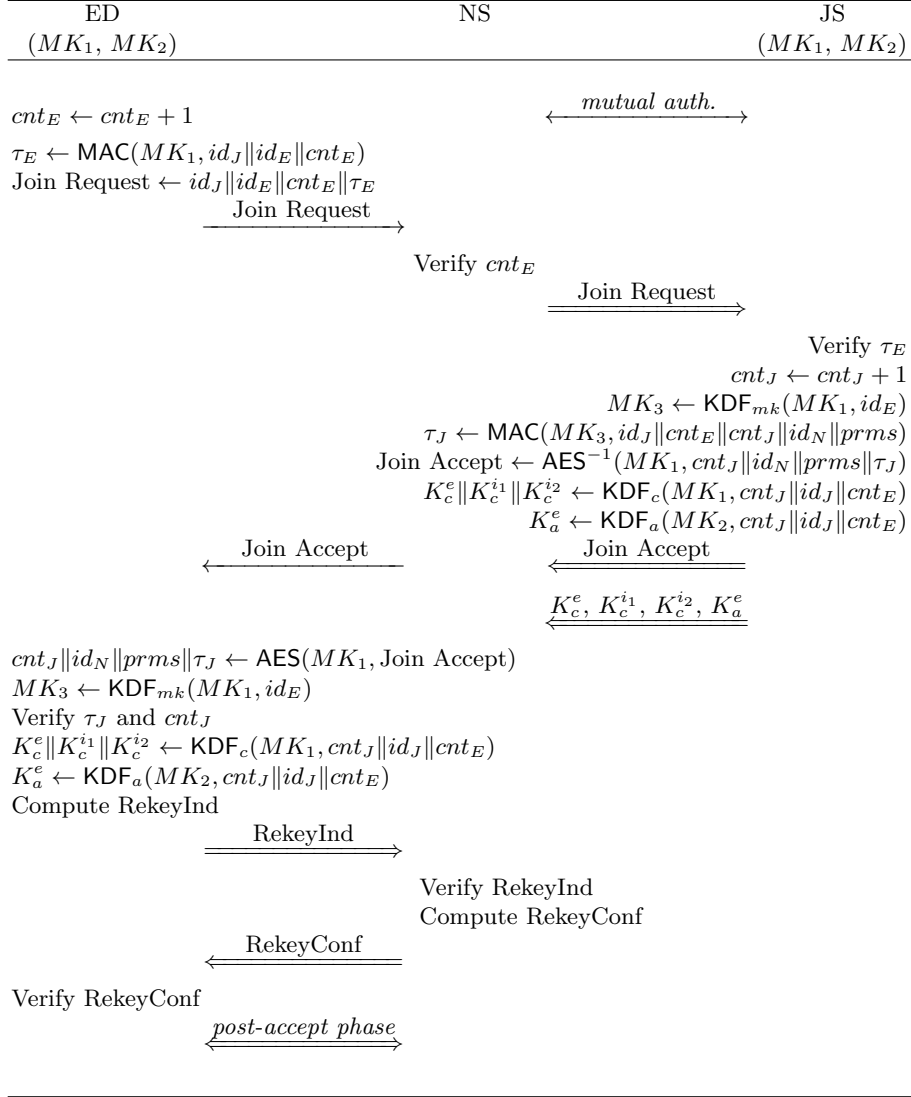 ED NS JS
(MK₁, MK₂) (MK₁, MK₂)
cnt_E ← cnt_E + 1 mutual auth.
τ_E ← MAC(MK₁, id_J‖id_E‖cnt_E)
Join Request ← id_J‖id_E‖cnt_E‖τ_E
Join Request
Verify cnt_E
Join Request
Verify τ_E
cnt_J ← cnt_J + 1
MK₃ ← KDF_{mk}(MK₁, id_E)
τ_J ← MAC(MK₃, id_J‖cnt_E‖cnt_J‖id_N‖prms)
Join Accept ← AES⁻¹(MK₁, cnt_J‖id_N‖prms‖τ_J)
K_c^e‖K_c^{i₁}‖K_c^{i₂} ← KDF_c(MK₁, cnt_J‖id_J‖cnt_E)
K_a^e ← KDF_a(MK₂, cnt_J‖id_J‖cnt_E)
Join Accept Join Accept
K_c^e, K_c^{i₁}, K_c^{i₂}, K_a^e
cnt_J‖id_N‖prms‖τ_J ← AES(MK₁, Join Accept)
MK₃ ← KDF_{mk}(MK₁, id_E)
Verify τ_J and cnt_J
K_c^e‖K_c^{i₁}‖K_c^{i₂} ← KDF_c(MK₁, cnt_J‖id_J‖cnt_E)
K_a^e ← KDF_a(MK₂, cnt_J‖id_J‖cnt_E)
Compute RekeyInd
RekeyInd
Verify RekeyInd
Compute RekeyConf
RekeyConf
Verify RekeyConf
post-accept phase